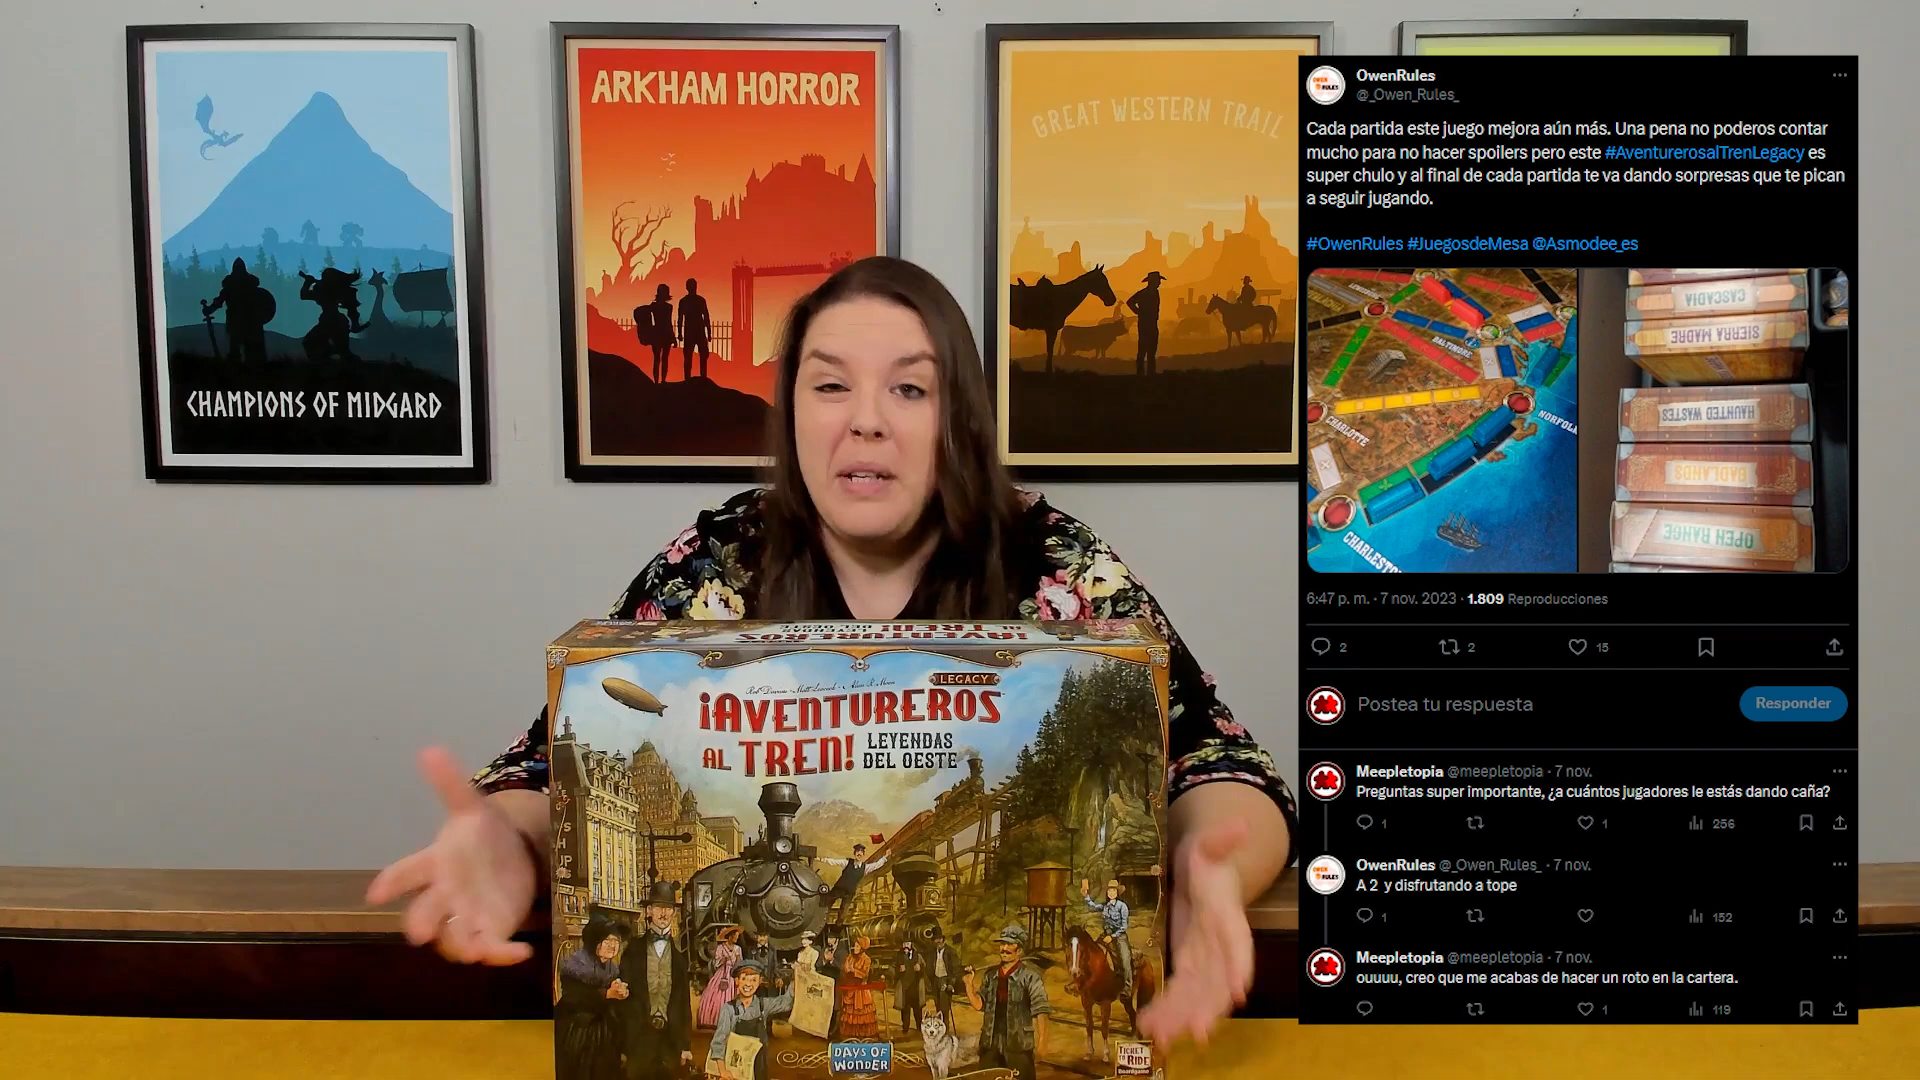 CHAMPIONS OF MIDGARD
ARKHAM HORROR
GREAT WESTERN TRAIL
LEGACY
¡AVENTUREROS
AL TREN!
LEYENDAS
DEL OESTE
DAYS OF
WONDER
TICKET
TO RIDE
OwenRules
@_Owen_Rules_
Cada partida este juego mejora aún más. Una pena no poderos contar
mucho para no hacer spoilers pero este #AventurerosalTrenLegacy es
super chulo y al final de cada partida te va dando sorpresas que te pican
a seguir jugando.
#OwenRules #JuegosdeMesa @Asmodee_es
BALTIMORE
CHARLOTTE
NORFOL
CHARLESTO
CASCADIA
SIERRA MADRE
HAUNTED WASTES
BADLANDS
OPEN RANGE
6:47 p. m. · 7 nov. 2023 · 1.809 Reproducciones
2 2 15
Postea tu respuesta
Responder
Meepletopia @meepletopia · 7 nov.
Preguntas super importante, ¿a cuántos jugadores le estás dando caña?
1 1 256
OwenRules @_Owen_Rules_ · 7 nov.
A 2 y disfrutando a tope
1 152
Meepletopia @meepletopia · 7 nov.
ouuuu, creo que me acabas de hacer un roto en la cartera.
1 119